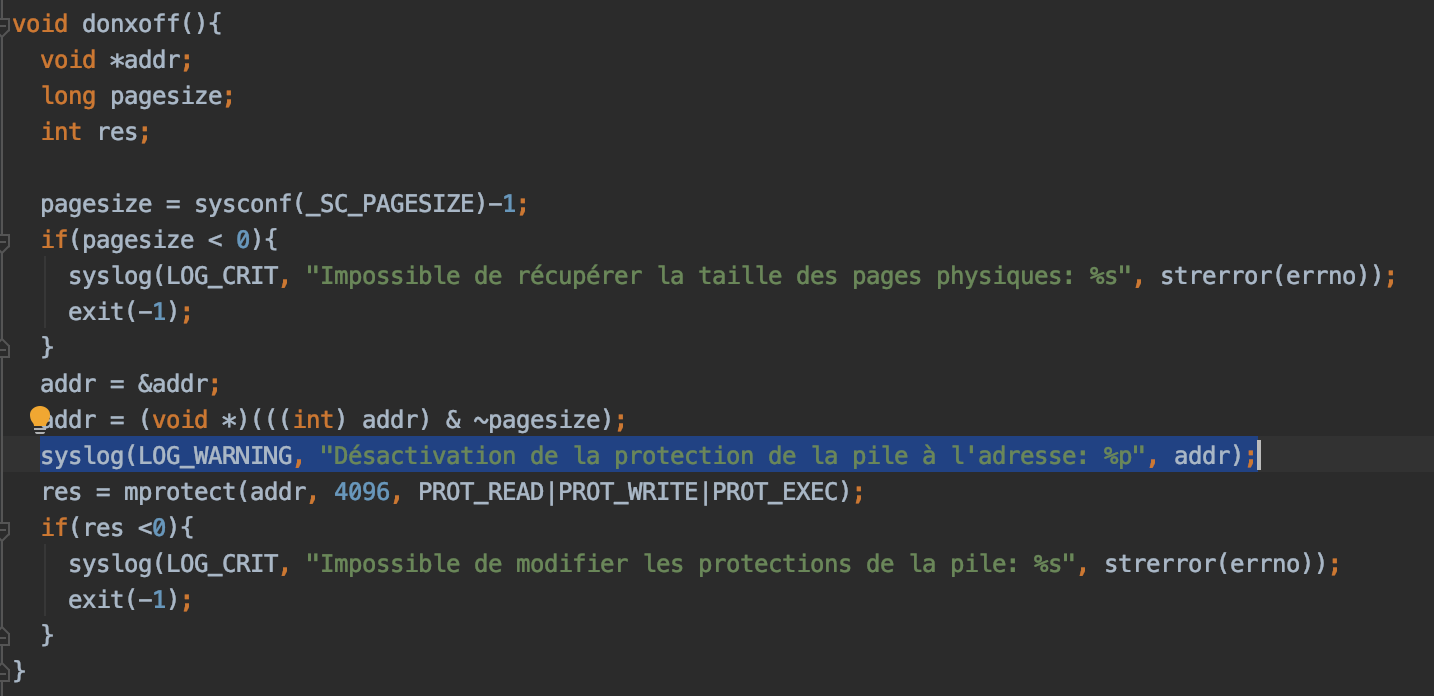 void donxoff(){
void *addr;
long pagesize;
int res;
pagesize = sysconf(_SC_PAGESIZE)-1;
if(pagesize < 0){
syslog(LOG_CRIT, "Impossible de récupérer la taille des pages physiques: %s", strerror(errno));
exit(-1);
}
addr = &addr;
addr = (void *)(((int) addr) & ~pagesize);
syslog(LOG_WARNING, "Désactivation de la protection de la pile à l'adresse: %p", addr);
res = mprotect(addr, 4096, PROT_READ|PROT_WRITE|PROT_EXEC);
if(res <0){
syslog(LOG_CRIT, "Impossible de modifier les protections de la pile: %s", strerror(errno));
exit(-1);
}
}